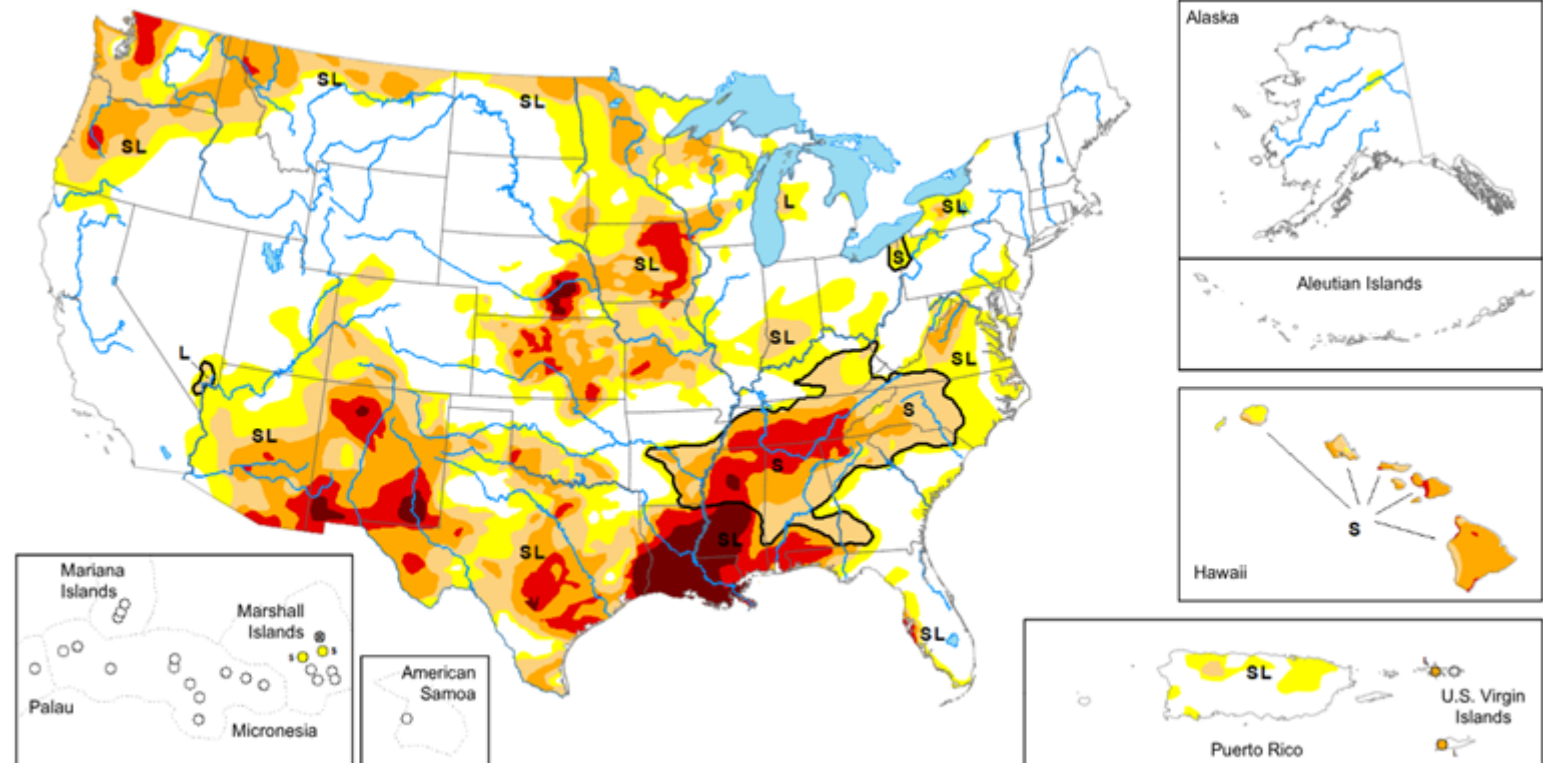 Alaska
Aleutian Islands
SL
SL
SL
L
SL
S
SL
L
SL
SL
S
SL
S
SL
SL
SL
S
Hawaii
Mariana
Islands
Marshall
Islands
S
S
Palau
Micronesia
American
Samoa
SL
U.S. Virgin
Islands
Puerto Rico